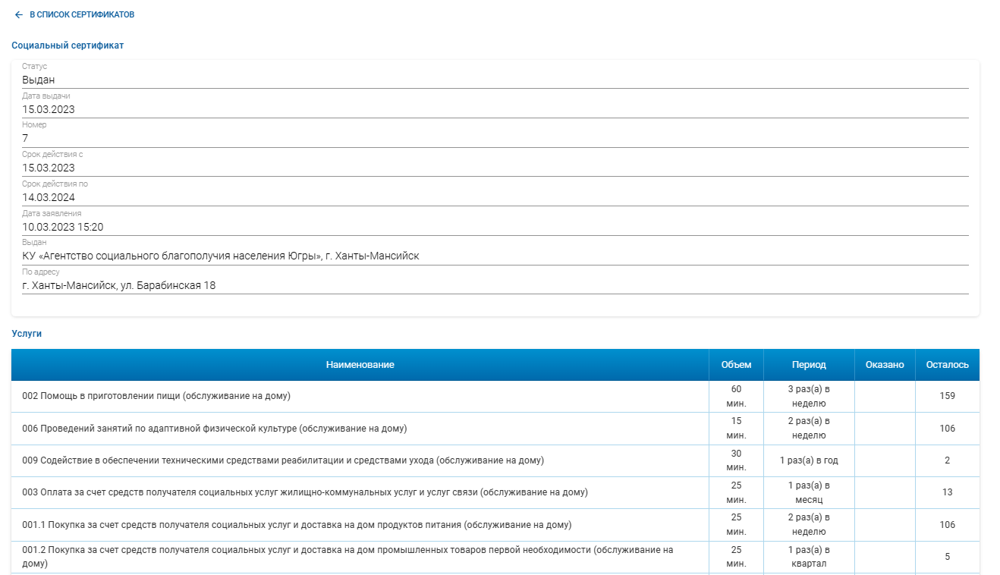 В СПИСОК СЕРТИФИКАТОВ
Социальный сертификат
Статус
Выдан
Дата выдачи
15.03.2023
Номер
7
Срок действия с
15.03.2023
Срок действия по
14.03.2024
Дата заявления
10.03.2023 15:20
Выдан
КУ «Агентство социального благополучия населения Югры», г. Ханты-Мансийск
По адресу
г. Ханты-Мансийск, ул. Барабинская 18
Услуги
Наименование Объем Период Оказано Осталось
002 Помощь в приготовлении пищи (обслуживание на дому) 60 мин. 3 раз(а) в неделю 159
006 Проведений занятий по адаптивной физической культуре (обслуживание на дому) 15 мин. 2 раз(а) в неделю 106
009 Содействие в обеспечении техническими средствами реабилитации и средствами ухода (обслуживание на дому) 30 мин. 1 раз(а) в год 2
003 Оплата за счет средств получателя социальных услуг жилищно-коммунальных услуг и услуг связи (обслуживание на дому) 25 мин. 1 раз(а) в месяц 13
001.1 Покупка за счет средств получателя социальных услуг и доставка на дом продуктов питания (обслуживание на дому) 25 мин. 2 раз(а) в неделю 106
001.2 Покупка за счет средств получателя социальных услуг и доставка на дом промышленных товаров первой необходимости (обслуживание на
дому) 25 мин. 1 раз(а) в квартал 5